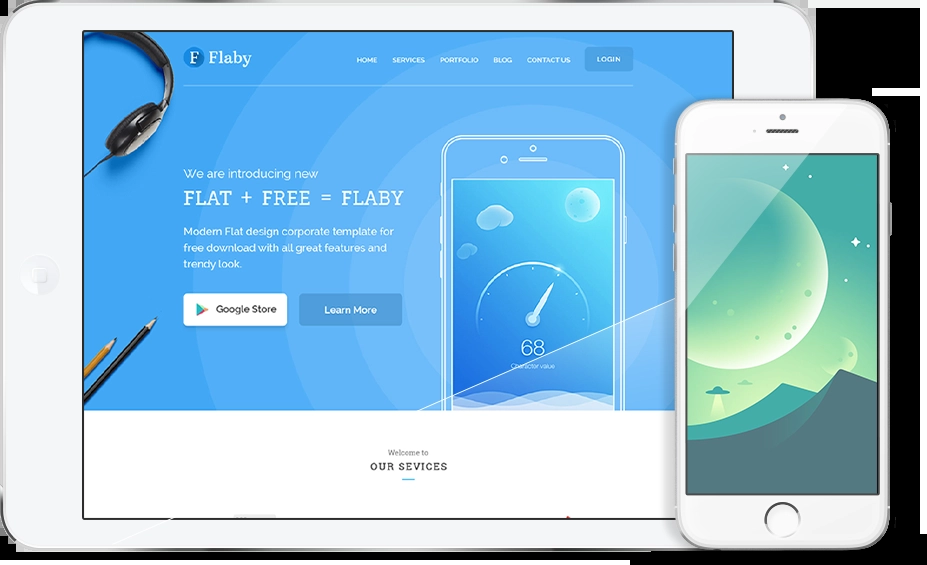 F Flaby
HOME SERVICES PORTFOLIO BLOG CONTACT US LOGIN
We are introducing new
FLAT + FREE = FLABY
Modern Flat design corporate template for
free download with all great features and
trendy look.
Google Store Learn More
68
Character value
Welcome to
OUR SEVICES